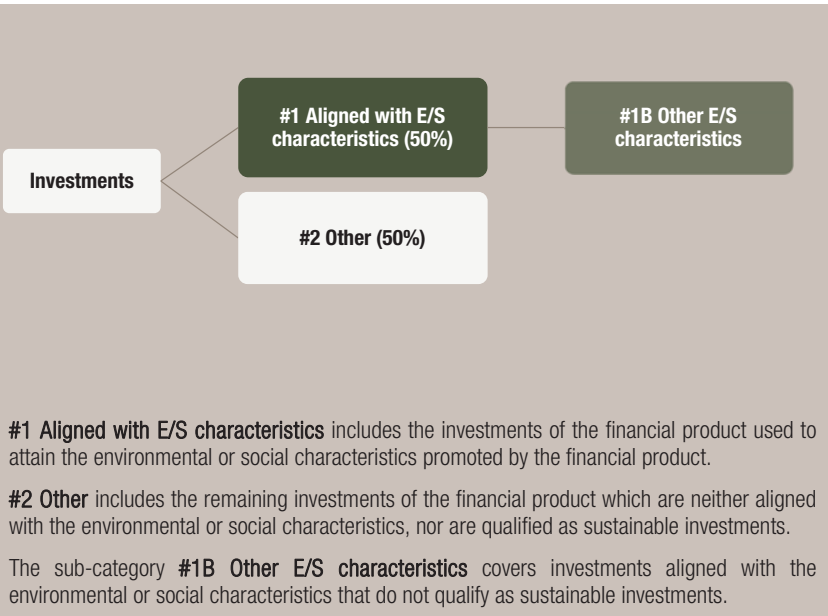 #1 Aligned with E/S
characteristics (50%)
#1B Other E/S
characteristics
Investments
#2 Other (50%)
#1 Aligned with E/S characteristics includes the investments of the financial product used to
attain the environmental or social characteristics promoted by the financial product.
#2 Other includes the remaining investments of the financial product which are neither aligned
with the environmental or social characteristics, nor are qualified as sustainable investments.
The sub-category #1B Other E/S characteristics covers investments aligned with the
environmental or social characteristics that do not qualify as sustainable investments.